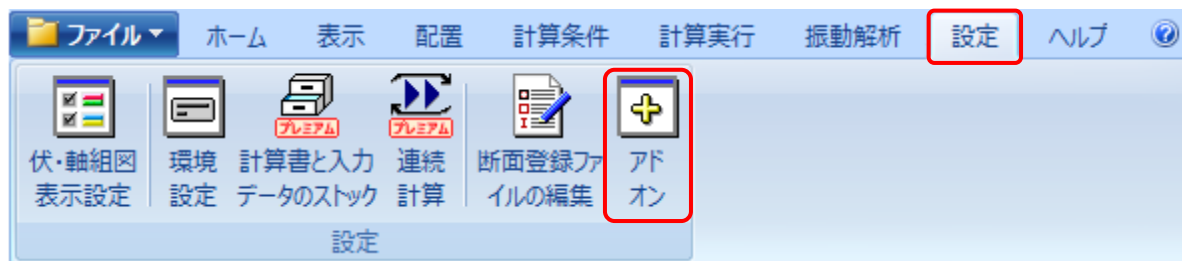 ファイル ホーム 表示 配置 計算条件 計算実行 振動解析 設定 ヘルプ
プレミアム プレミアム
伏・軸組図 環境 計算書と入力 連続 断面登録ファ アド
表示設定 設定 データのストック 計算 イルの編集 オン
設定